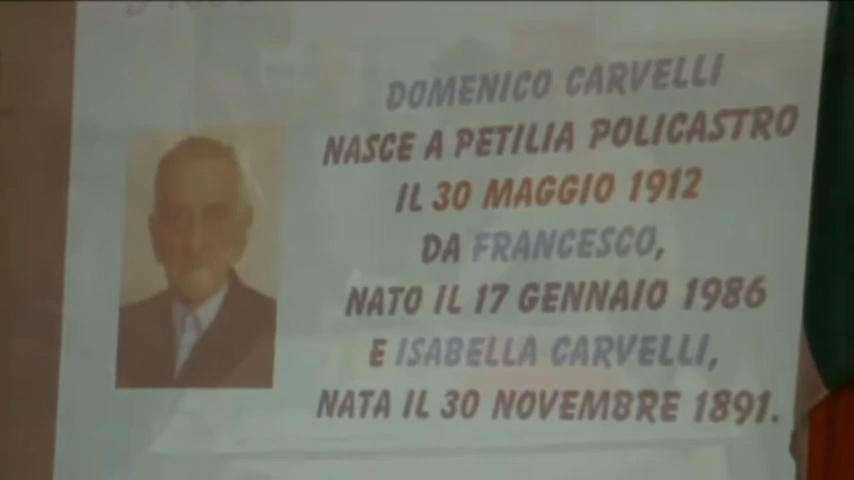 DOMENICO CARVELLI
NASCE A PETILIA POLICASTRO
IL 30 MAGGIO 1912
DA FRANCESCO,
NATO IL 17 GENNAIO 1986
E ISABELLA CARVELLI,
NATA IL 30 NOVEMBRE 1891.